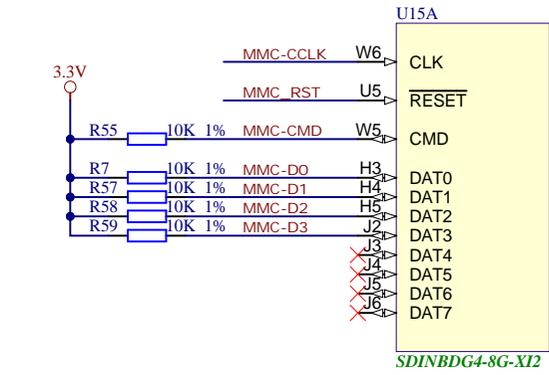 U15A
MMC-CCLK W6 CLK
3.3V
MMC_RST U5 RESET
R55 10K 1% MMC-CMD W5 CMD
R7 10K 1% MMC-D0 H3 DAT0
R57 10K 1% MMC-D1 H4 DAT1
R58 10K 1% MMC-D2 H5 DAT2
R59 10K 1% MMC-D3 J2 DAT3
J3 DAT4
J4 DAT5
J5 DAT6
J6 DAT7
SDINBDG4-8G-XI2